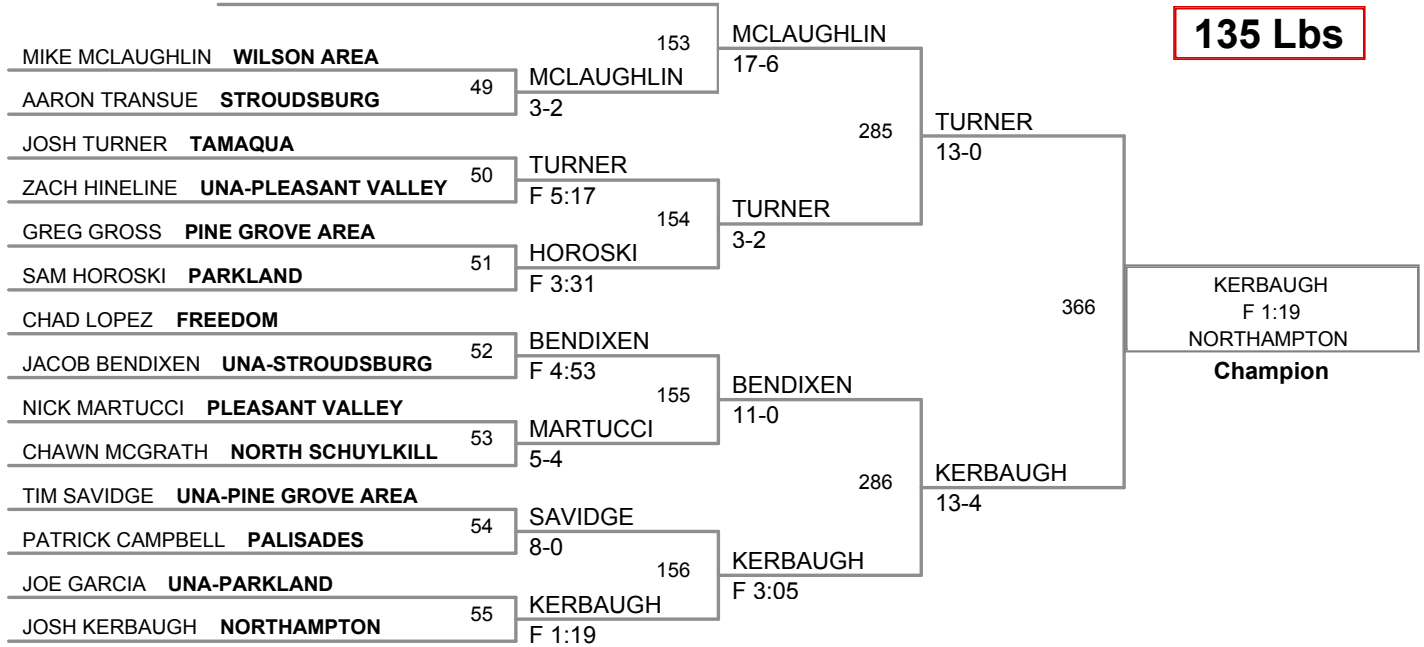 135 Lbs
MIKE MCLAUGHLIN WILSON AREA
AARON TRANSUE STROUDSBURG
JOSH TURNER TAMAQUA
ZACH HINELINE UNA-PLEASANT VALLEY
GREG GROSS PINE GROVE AREA
SAM HOROSKI PARKLAND
CHAD LOPEZ FREEDOM
JACOB BENDIXEN UNA-STROUDSBURG
NICK MARTUCCI PLEASANT VALLEY
CHAWN MCGRATH NORTH SCHUYLKILL
TIM SAVIDGE UNA-PINE GROVE AREA
PATRICK CAMPBELL PALISADES
JOE GARCIA UNA-PARKLAND
JOSH KERBAUGH NORTHAMPTON
49
50
51
52
53
54
55
MCLAUGHLIN
3-2
TURNER
F 5:17
HOROSKI
F 3:31
BENDIXEN
F 4:53
MARTUCCI
5-4
SAVIDGE
8-0
KERBAUGH
F 1:19
153
154
155
156
MCLAUGHLIN
17-6
TURNER
3-2
BENDIXEN
11-0
KERBAUGH
F 3:05
285
286
TURNER
13-0
KERBAUGH
13-4
366
KERBAUGH
F 1:19
NORTHAMPTON
Champion